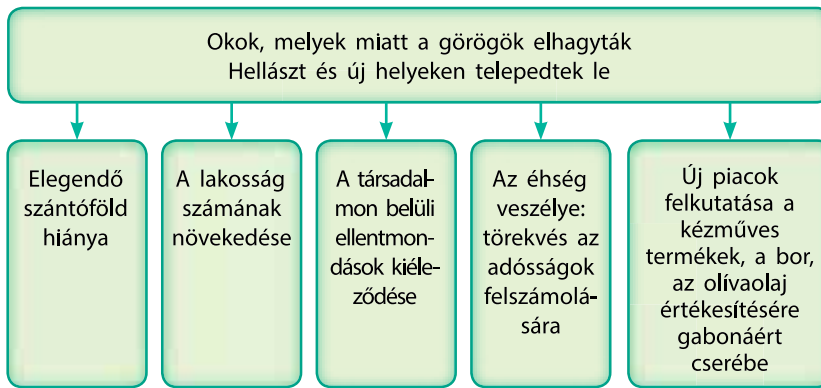 Okok, melyek miatt a görögök elhagyták
Hellászt és új helyeken telepedtek le
Elegendő
szántóföld
hiánya
A lakosság
számának
növekedése
A társadal-
mon belüli
ellentmon-
dások kiéle-
ződése
Az éhség
veszélye:
törekvés az
adósságok
felszámolá-
sára
Új piacok
felkutatása a
kézműves
termékek, a bor,
az olívaolaj
értékesítésére
gabonáért
cserébe